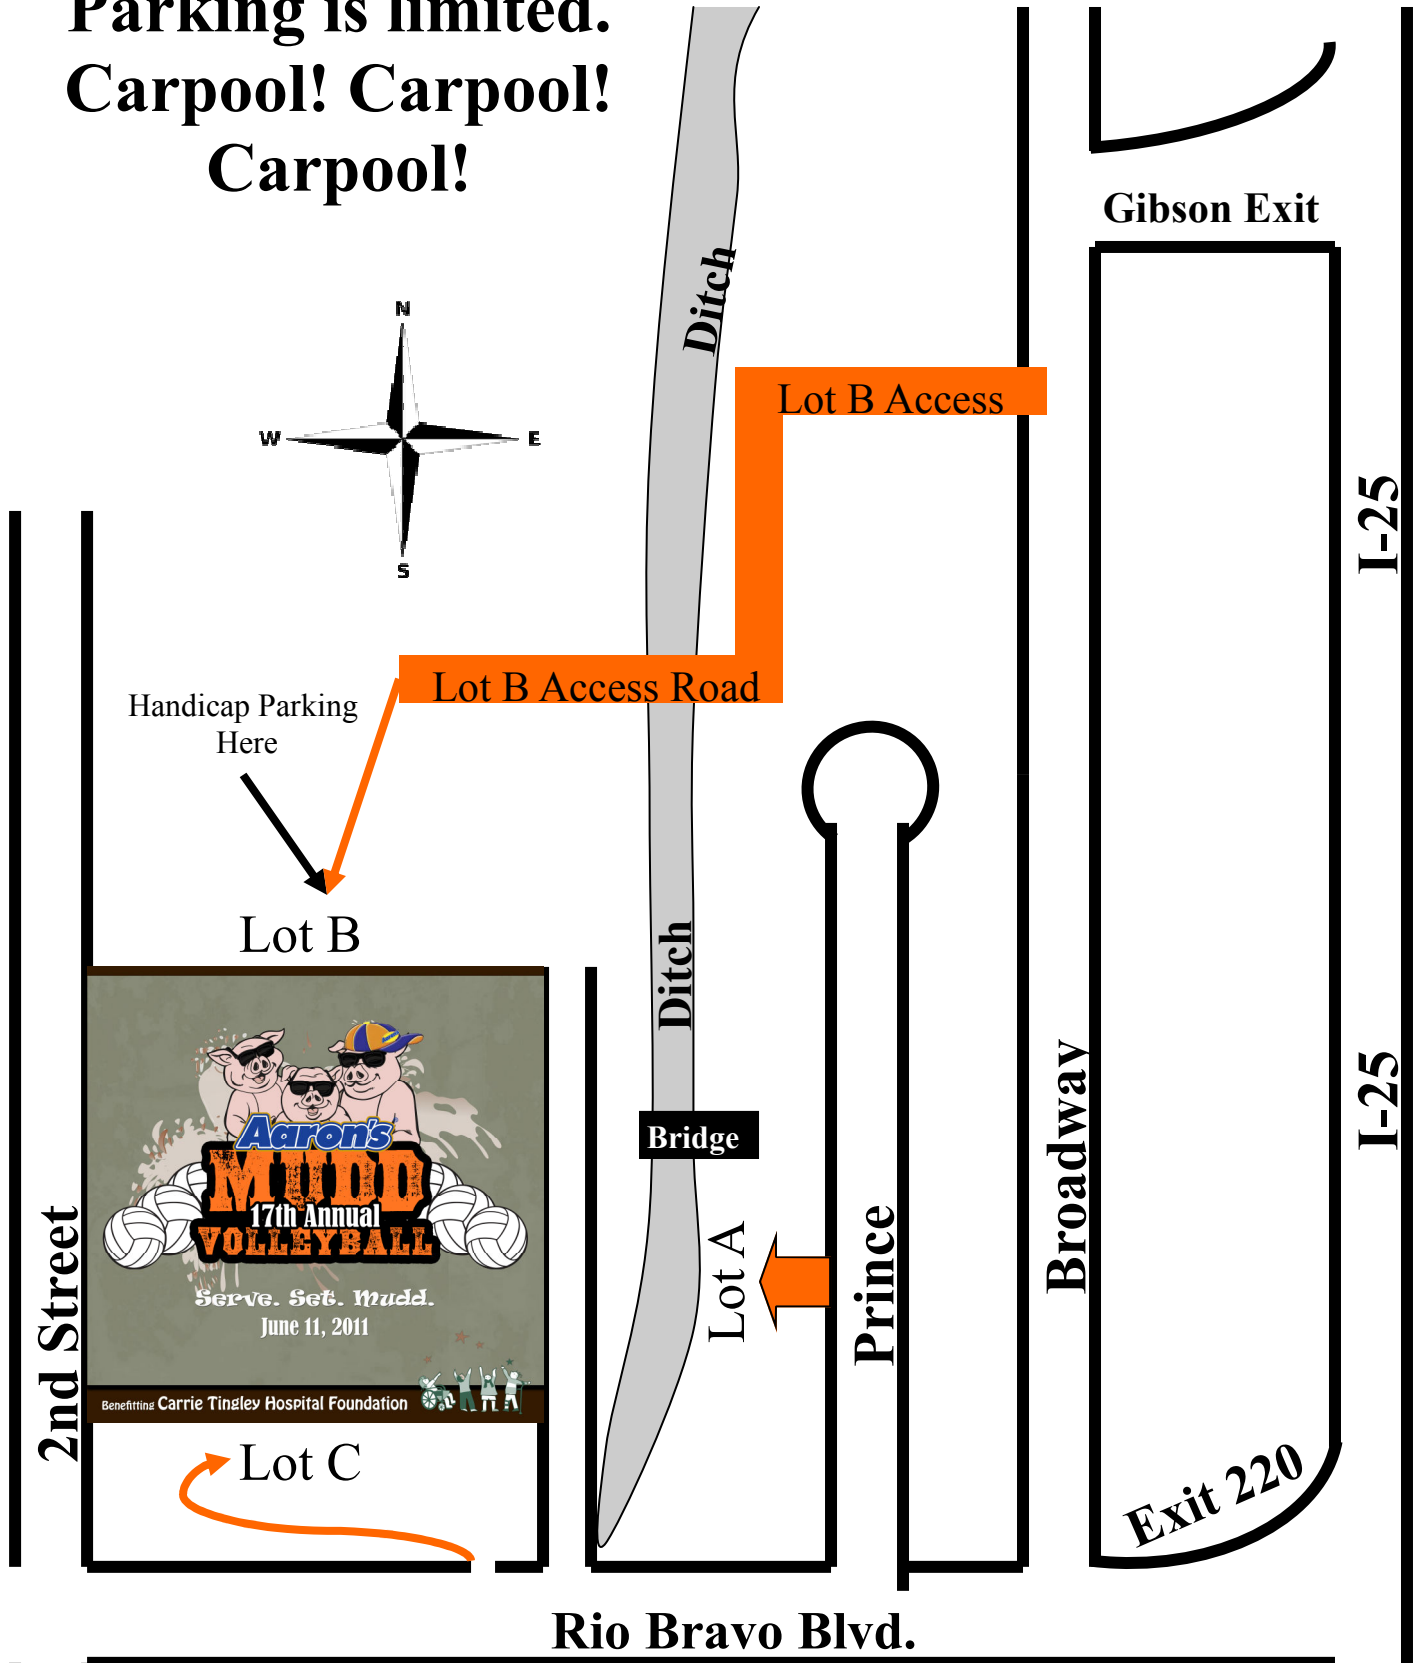 Parking is limited.
Carpool! Carpool!
Carpool!
Gibson Exit
Ditch
N
W
E
S
Lot B Access
I-25
Lot B Access Road
Handicap Parking
Here
Lot B
Ditch
Broadway
I-25
Bridge
Aaron's
MUDD
17th Annual
VOLLEYBALL
Serve. Set. Mudd.
June 11, 2011
Benefitting Carrie Tingley Hospital Foundation
2nd Street
Lot A
Prince
Lot C
Exit 220
Rio Bravo Blvd.